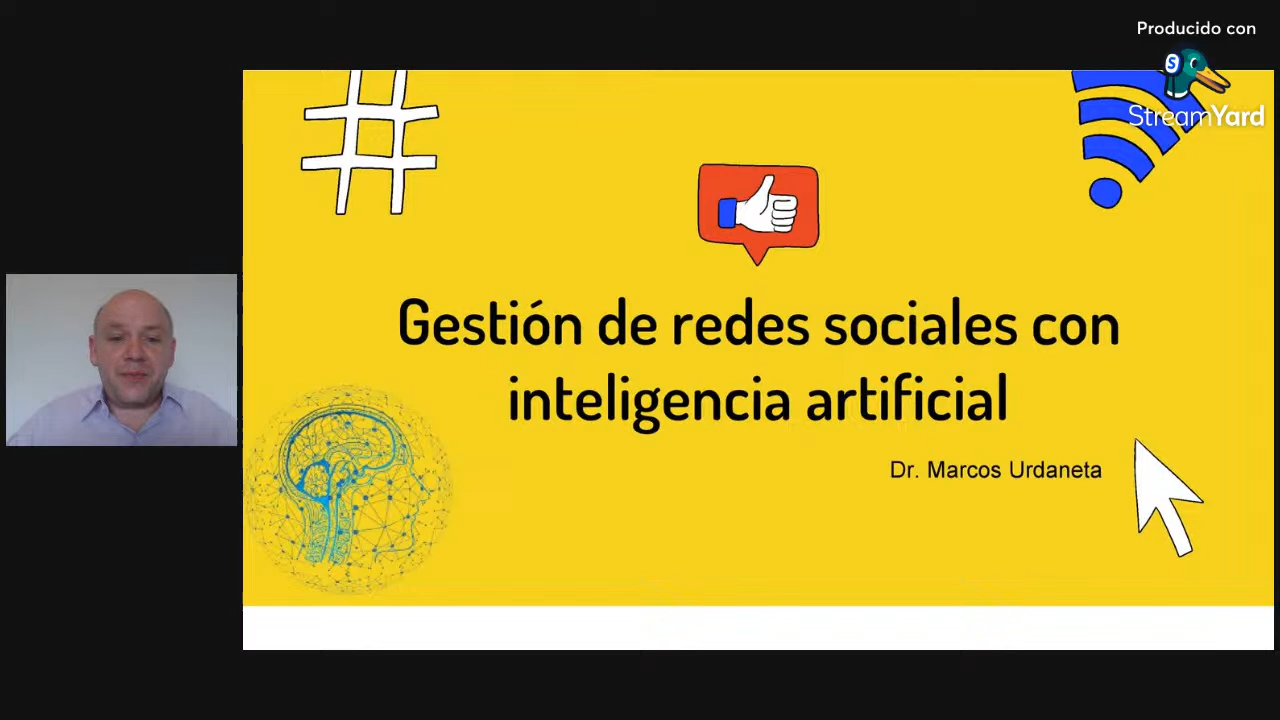 Producido con
StreamYard
Gestión de redes sociales con
inteligencia artificial
Dr. Marcos Urdaneta